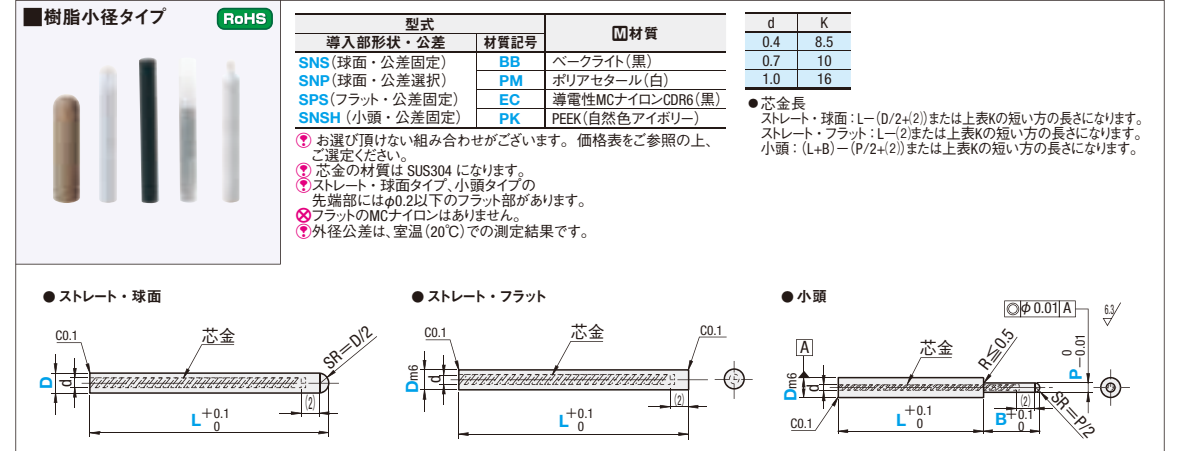 ■樹脂小径タイプ
RoHS
型式
M材質
導入部形状・公差 材質記号
SNS(球面・公差固定) BB ベークライト(黒)
SNP(球面・公差選択) PM ポリアセタール(白)
SPS(フラット・公差固定) EC 導電性MCナイロンCDR6(黒)
SNSH (小頭・公差固定) PK PEEK(自然色アイボリー)
お選び頂けない組み合わせがございます。価格表をご参照の上、
ご選定ください。
芯金の材質は SUS304 になります。
ストレート・球面タイプ、小頭タイプの
先端部にはφ0.2以下のフラット部があります。
フラットのMCナイロンはありません。
外径公差は、室温(20℃)での測定結果です。
d K
0.4 8.5
0.7 10
1.0 16
●芯金長
ストレート・球面：L−(D/2+(2))または上表Kの短い方の長さになります。
ストレート・フラット：L−(2)または上表Kの短い方の長さになります。
小頭：(L+B)−(P/2+(2))または上表Kの短い方の長さになります。
● ストレート・球面
C0.1
芯金
SR=D/2
D
d
(2)
L +0.1 0
● ストレート・フラット
C0.1
芯金
C0.1
Dm6
d
(2)
L +0.1 0
● 小頭
◎ φ0.01 A
6.3
A
芯金
R≦0.5
P 0 −0.01
Dm6
d
(2)
C0.1
L +0.1 0
B +0.1 0
SR=P/2